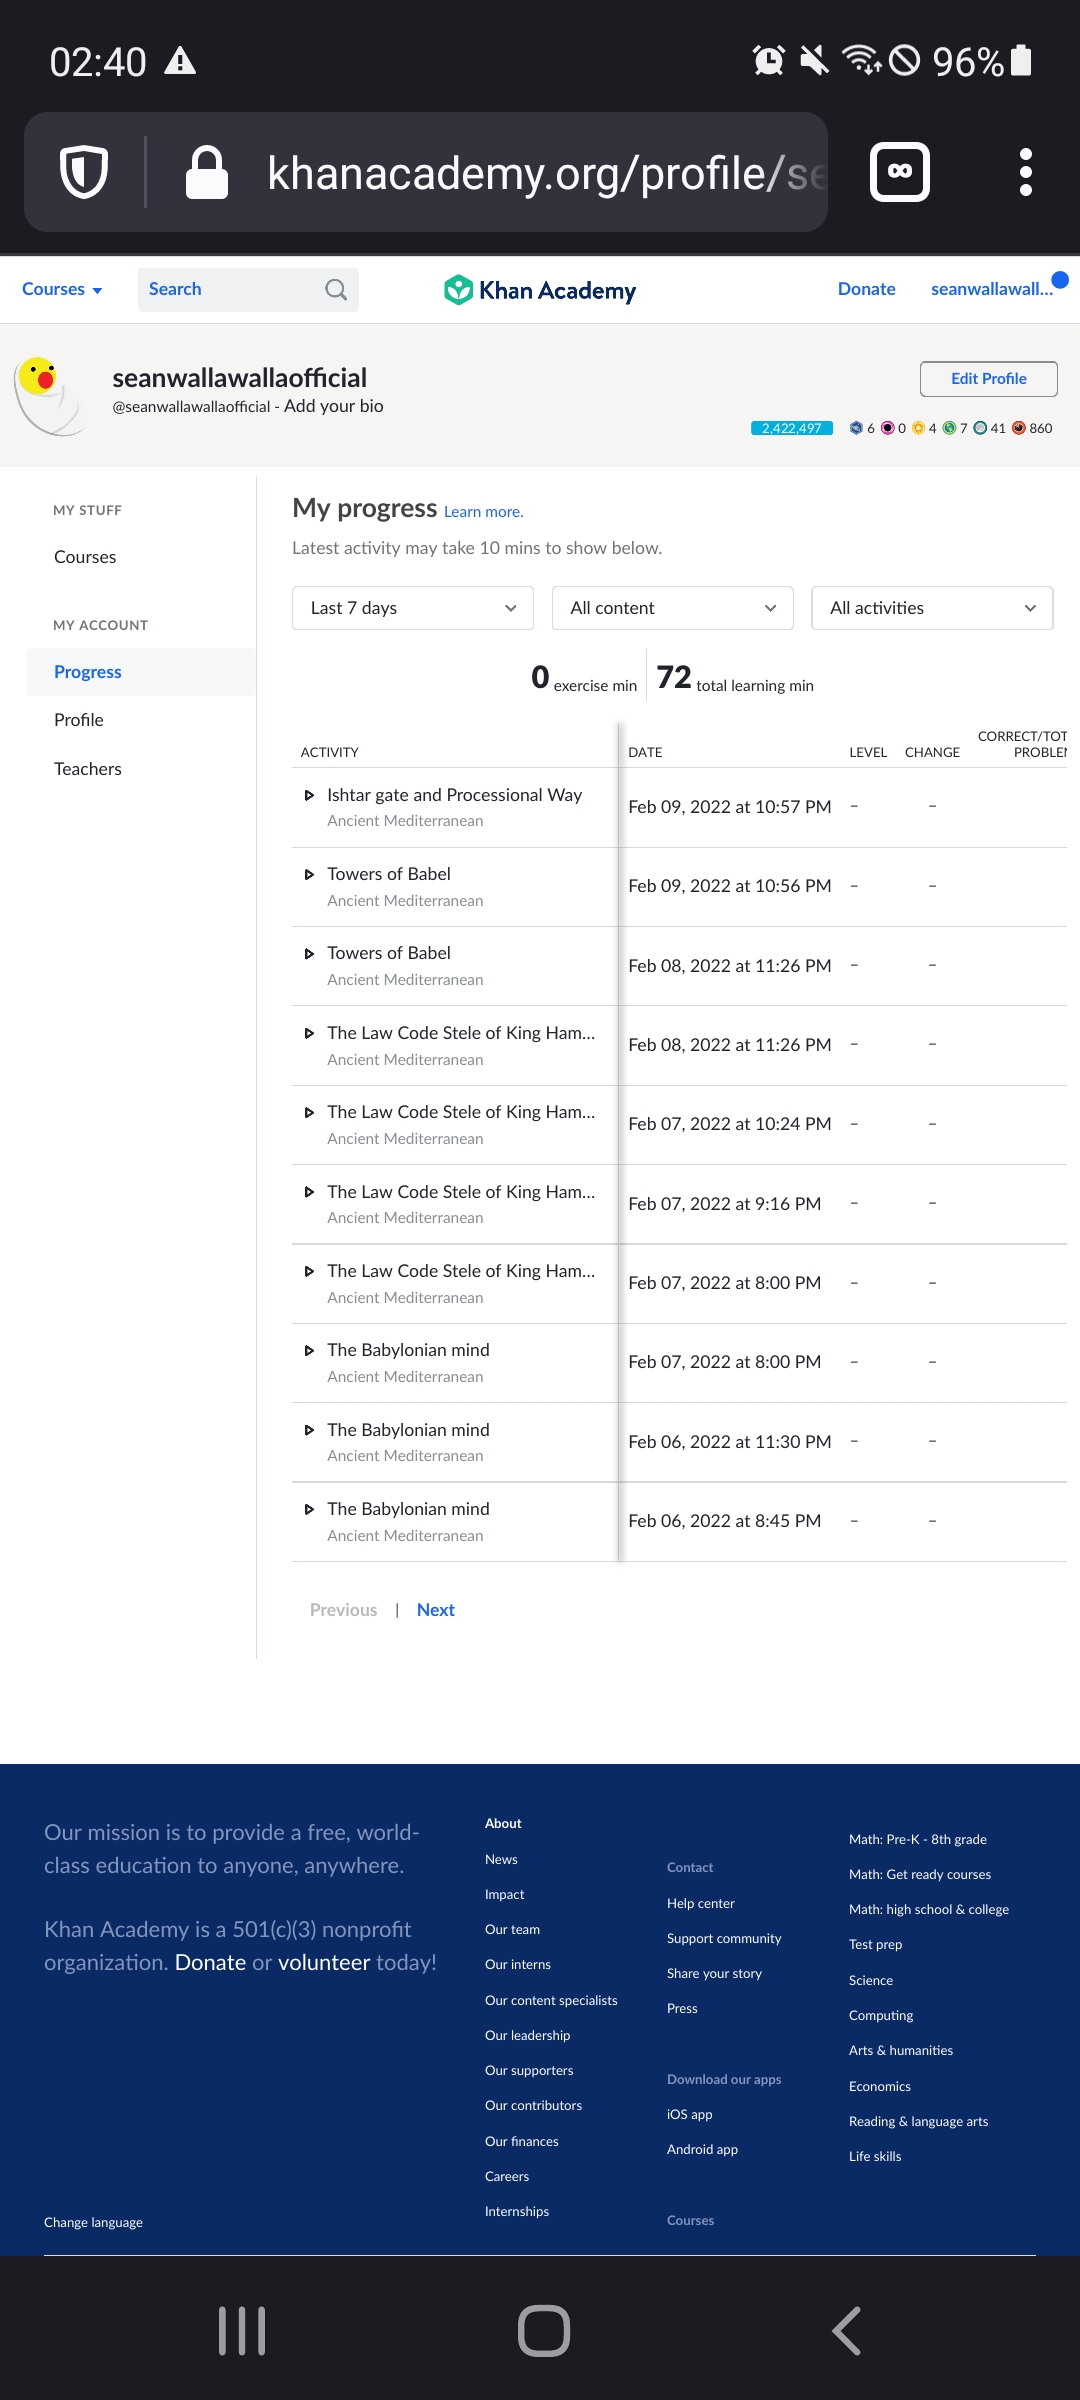 02:40
96%
khanacademy.org/profile/se
Courses
Search
Khan Academy
Donate
seanwallawall...
seanwallawallaofficial
@seanwallawallaofficial - Add your bio
Edit Profile
2,422,497 6 0 4 7 41 860
MY STUFF
Courses
MY ACCOUNT
Progress
Profile
Teachers
My progress Learn more.
Latest activity may take 10 mins to show below.
Last 7 days
All content
All activities
0 exercise min
72 total learning min
ACTIVITY DATE LEVEL CHANGE CORRECT/TOT
PROBLEM
Ishtar gate and Processional Way
Ancient Mediterranean
Feb 09, 2022 at 10:57 PM – –
Towers of Babel
Ancient Mediterranean
Feb 09, 2022 at 10:56 PM – –
Towers of Babel
Ancient Mediterranean
Feb 08, 2022 at 11:26 PM – –
The Law Code Stele of King Ham...
Ancient Mediterranean
Feb 08, 2022 at 11:26 PM – –
The Law Code Stele of King Ham...
Ancient Mediterranean
Feb 07, 2022 at 10:24 PM – –
The Law Code Stele of King Ham...
Ancient Mediterranean
Feb 07, 2022 at 9:16 PM – –
The Law Code Stele of King Ham...
Ancient Mediterranean
Feb 07, 2022 at 8:00 PM – –
The Babylonian mind
Ancient Mediterranean
Feb 07, 2022 at 8:00 PM – –
The Babylonian mind
Ancient Mediterranean
Feb 06, 2022 at 11:30 PM – –
The Babylonian mind
Ancient Mediterranean
Feb 06, 2022 at 8:45 PM – –
Previous | Next
Our mission is to provide a free, world-
class education to anyone, anywhere.
Khan Academy is a 501(c)(3) nonprofit
organization. Donate or volunteer today!
About
News
Impact
Our team
Our interns
Our content specialists
Our leadership
Our supporters
Our contributors
Our finances
Careers
Internships
Contact
Help center
Support community
Share your story
Press
Download our apps
iOS app
Android app
Courses
Math: Pre-K - 8th grade
Math: Get ready courses
Math: high school & college
Test prep
Science
Computing
Arts & humanities
Economics
Reading & language arts
Life skills
Change language